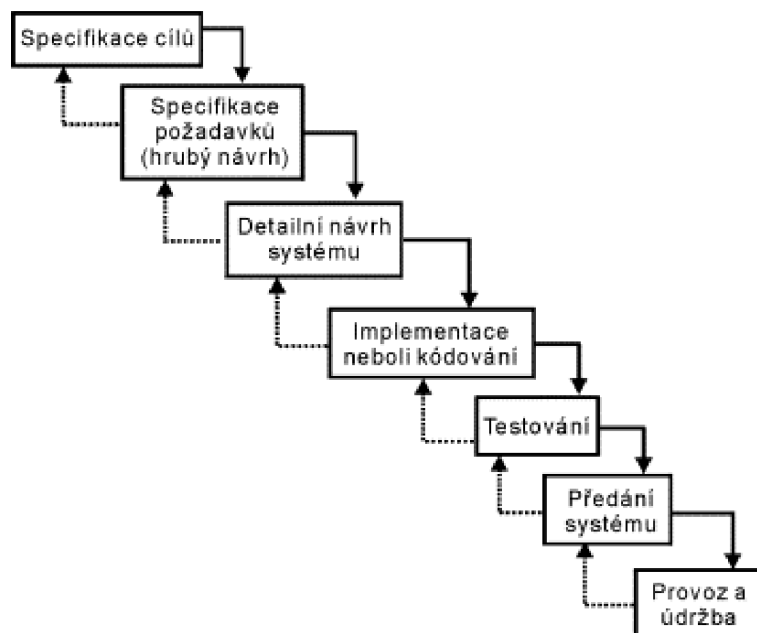 Specifikace cílů
Specifikace
požadavků
(hrubý návrh)
Detailní návrh
systému
Implementace
neboli kódování
Testování
Předání
systému
Provoz a
údržba